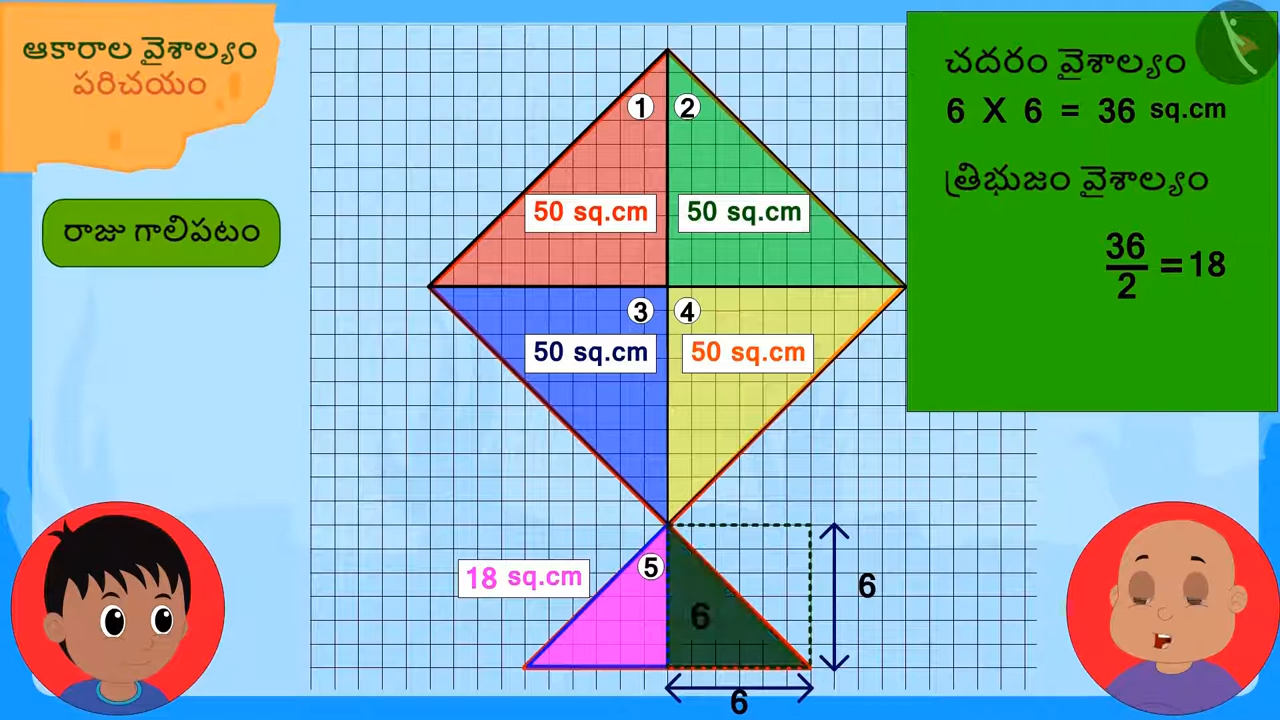 ఆకారాల వైశాల్యం
పరిచయం
రాజు గాలిపటం
1
2
50 sq.cm
50 sq.cm
3
4
50 sq.cm
50 sq.cm
5
18 sq.cm
6
6
6
చదరం వైశాల్యం
6 X 6 = 36 sq.cm
త్రిభుజం వైశాల్యం
36
2
=18